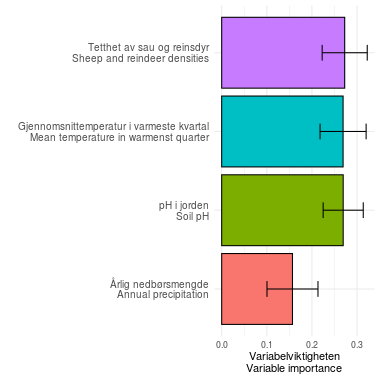 Tetthet av sau og reinsdyr
Sheep and reindeer densities
Gjennomsnittemperatur i varmeste kvartal
Mean temperature in warmenst quarter
pH i jorden
Soil pH
Årlig nedbørsmengde
Annual precipitation
0.0 0.1 0.2 0.3
Variabelviktigheten
Variable importance